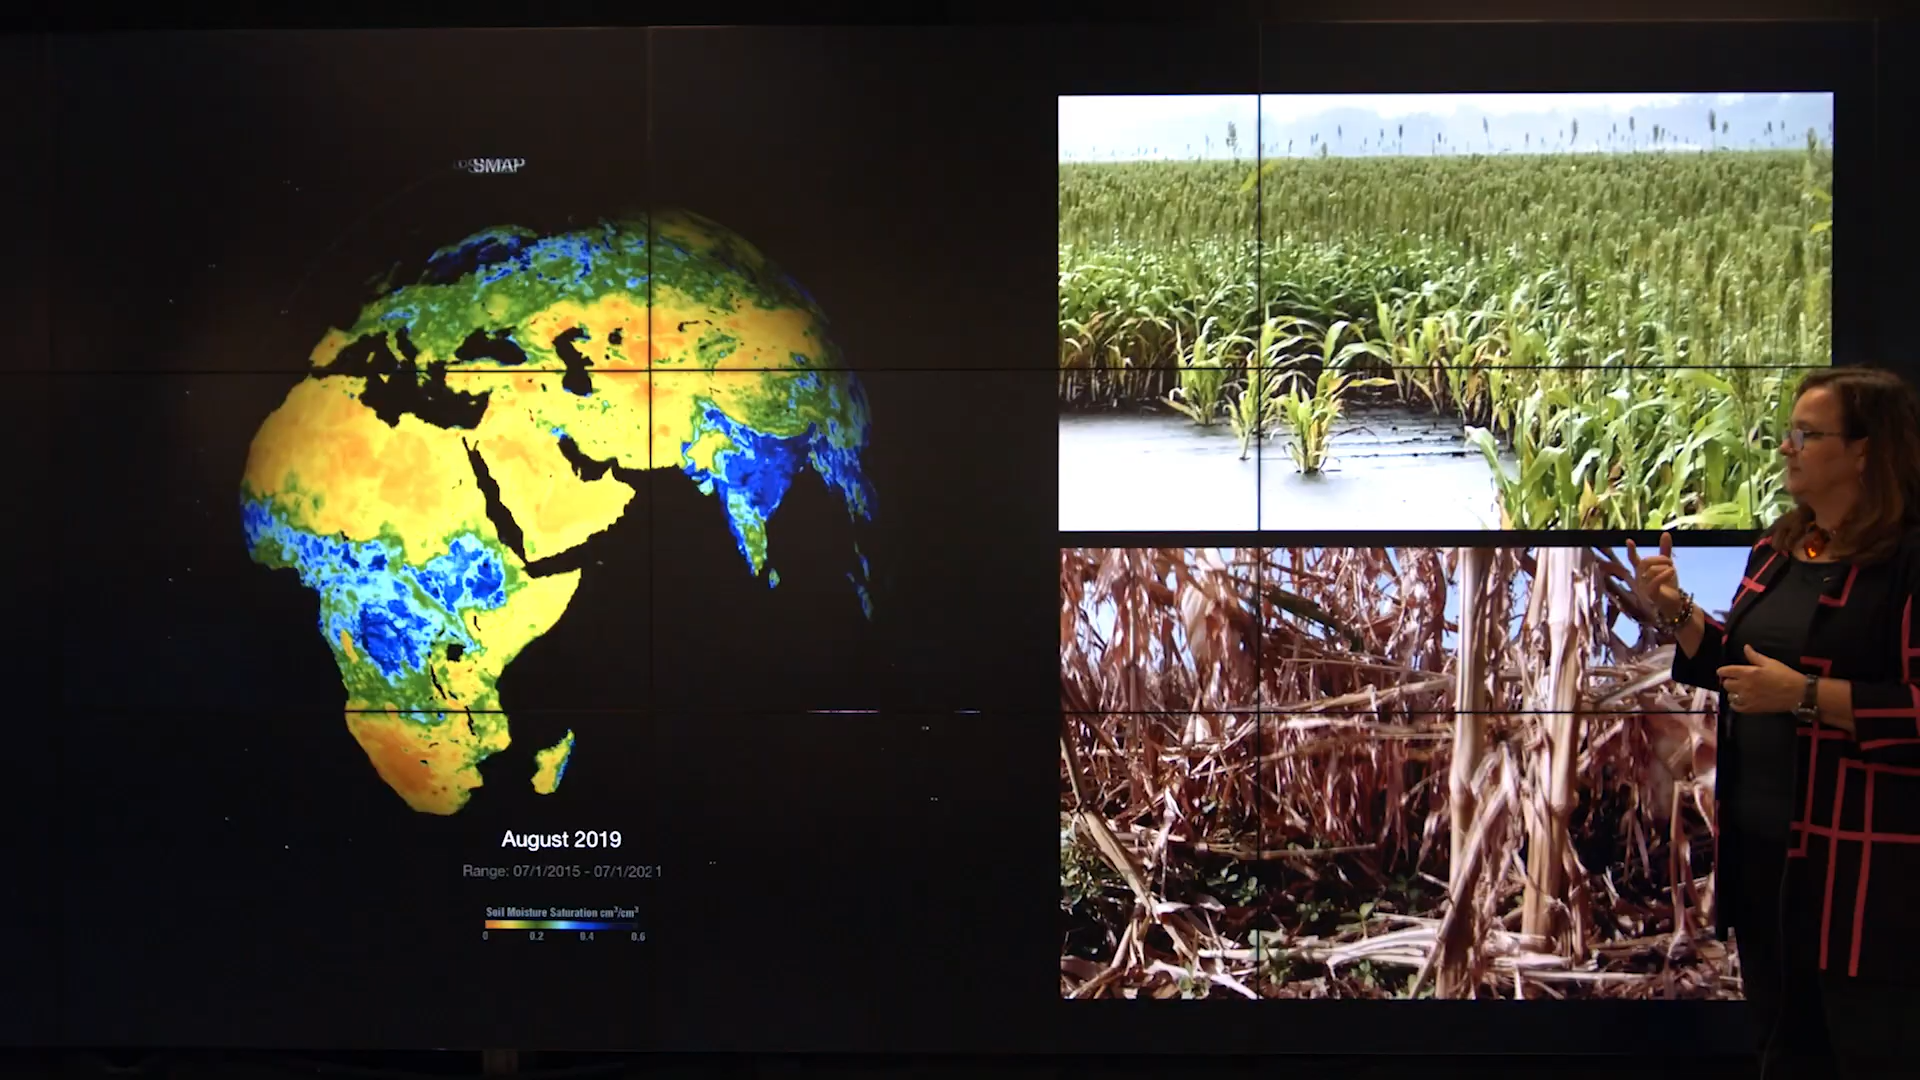 SMAP
August 2019
Range: 07/1/2015 - 07/1/2021
Soil Moisture Saturation cm³/cm³
0 0.2 0.4 0.6